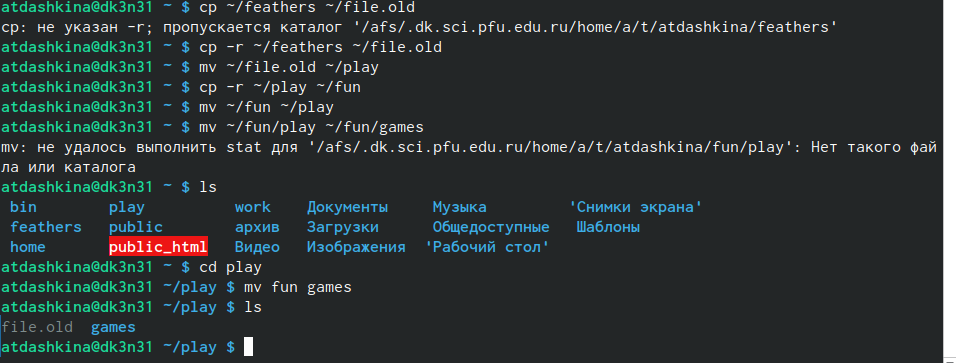 atdashkina@dk3n31 ~ $ cp ~/feathers ~/file.old
cp: не указан -r; пропускается каталог '/afs/.dk.sci.pfu.edu.ru/home/a/t/atdashkina/feathers'
atdashkina@dk3n31 ~ $ cp -r ~/feathers ~/file.old
atdashkina@dk3n31 ~ $ mv ~/file.old ~/play
atdashkina@dk3n31 ~ $ cp -r ~/play ~/fun
atdashkina@dk3n31 ~ $ mv ~/fun ~/play
atdashkina@dk3n31 ~ $ mv ~/fun/play ~/fun/games
mv: не удалось выполнить stat для '/afs/.dk.sci.pfu.edu.ru/home/a/t/atdashkina/fun/play': Нет такого фай
ла или каталога
atdashkina@dk3n31 ~ $ ls
bin play work Документы Музыка 'Снимки экрана'
feathers public архив Загрузки Общедоступные Шаблоны
home public_html Видео Изображения 'Рабочий стол'
atdashkina@dk3n31 ~ $ cd play
atdashkina@dk3n31 ~/play $ mv fun games
atdashkina@dk3n31 ~/play $ ls
file.old games
atdashkina@dk3n31 ~/play $